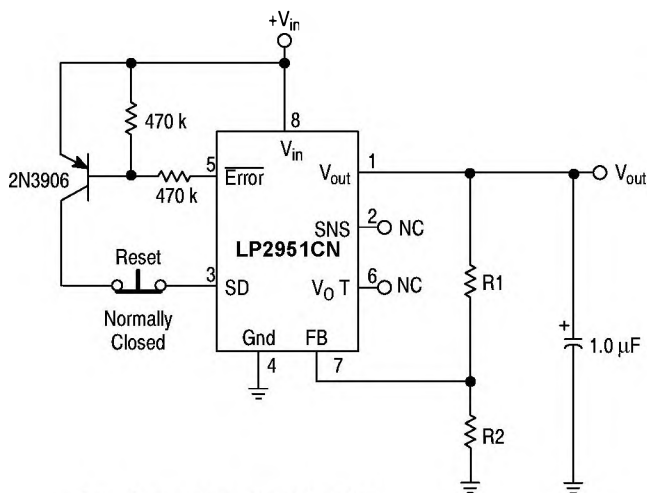 +Vin
8
470 k
Vin
5
1
2N3906
470 k
Error
Vout
Vout
SNS
2
NC
LP2951CN
Reset
3
SD
6
VO T
NC
R1
Normally
Closed
Gnd
FB
4
7
+
1.0 µF
R2